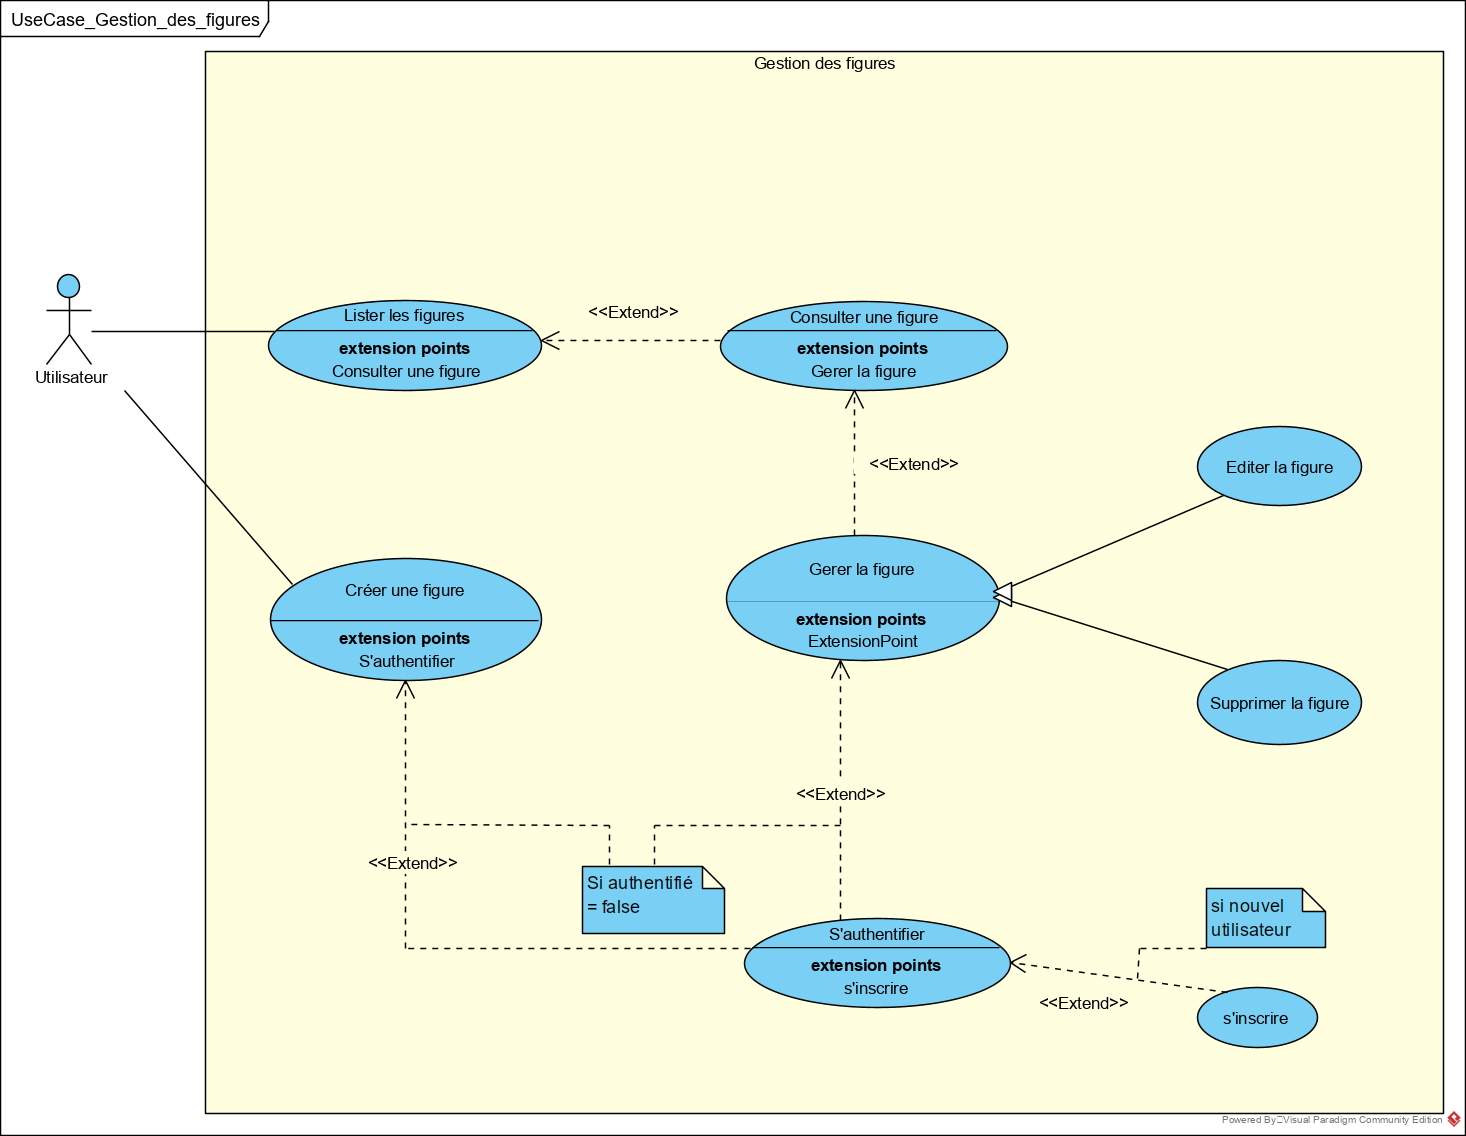 UseCase_Gestion_des_figures
Gestion des figures
Utilisateur
Lister les figures
extension points
Consulter une figure
<<Extend>>
Consulter une figure
extension points
Gerer la figure
<<Extend>>
Editer la figure
Créer une figure
extension points
S'authentifier
Gerer la figure
extension points
ExtensionPoint
Supprimer la figure
<<Extend>>
<<Extend>>
Si authentifié
= false
S'authentifier
extension points
s'inscrire
si nouvel
utilisateur
<<Extend>>
s'inscrire
Powered By Visual Paradigm Community Edition